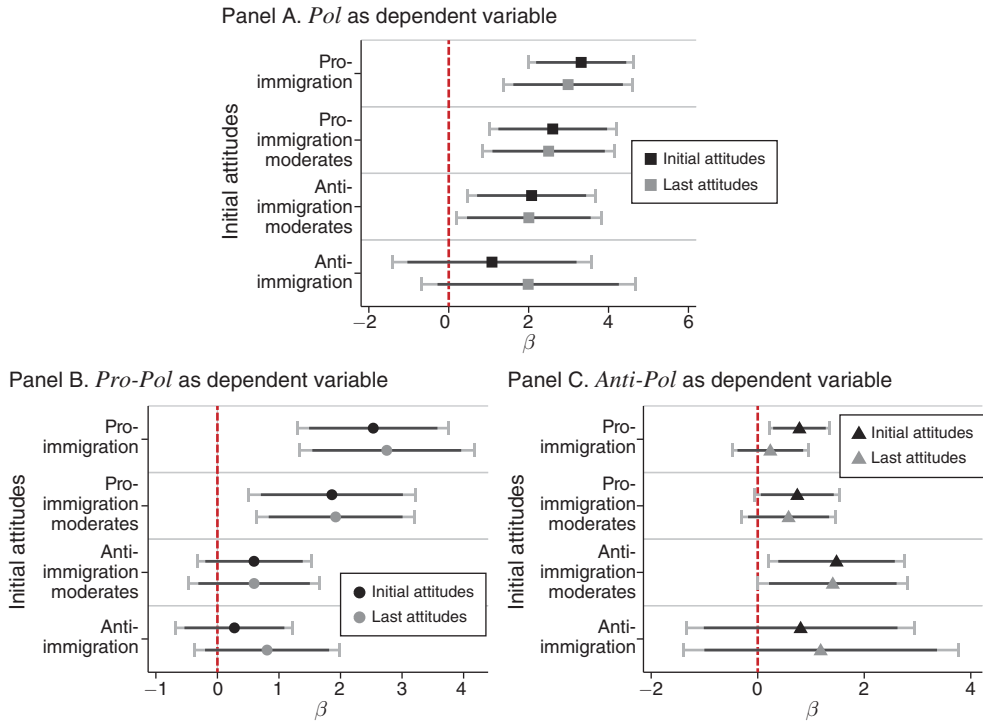 Panel A. Pol as dependent variable
Initial attitudes
Pro-
immigration
Pro-
immigration
moderates
Anti-
immigration
moderates
Anti-
immigration
Initial attitudes
Last attitudes
−2
0
2
4
6
β
Panel B. Pro-Pol as dependent variable
Initial attitudes
Pro-
immigration
Pro-
immigration
moderates
Anti-
immigration
moderates
Anti-
immigration
Initial attitudes
Last attitudes
−1
0
1
2
3
4
β
Panel C. Anti-Pol as dependent variable
Initial attitudes
Pro-
immigration
Pro-
immigration
moderates
Anti-
immigration
moderates
Anti-
immigration
Initial attitudes
Last attitudes
−2
0
2
4
β